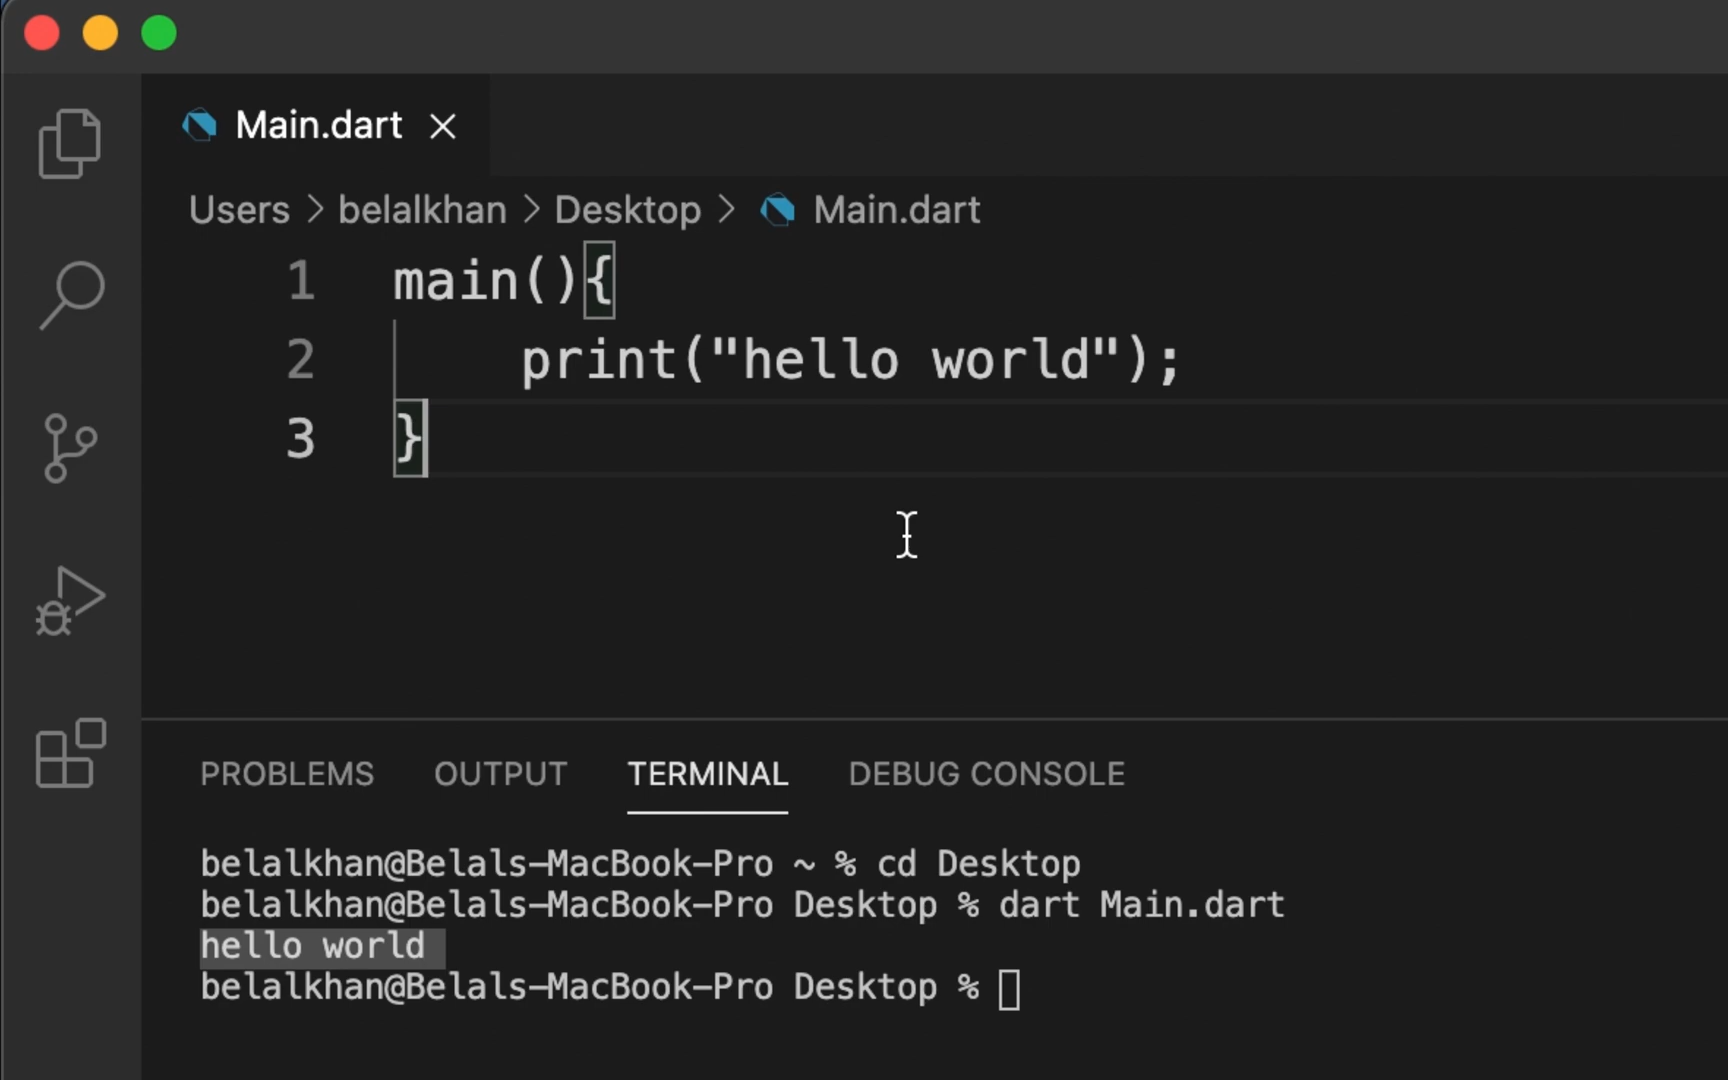 Main.dart
Users > belalkhan > Desktop > Main.dart
1 main(){
2     print("hello world");
3 }
PROBLEMS OUTPUT TERMINAL DEBUG CONSOLE
belalkhan@Belals-MacBook-Pro ~ % cd Desktop
belalkhan@Belals-MacBook-Pro Desktop % dart Main.dart
hello world
belalkhan@Belals-MacBook-Pro Desktop %